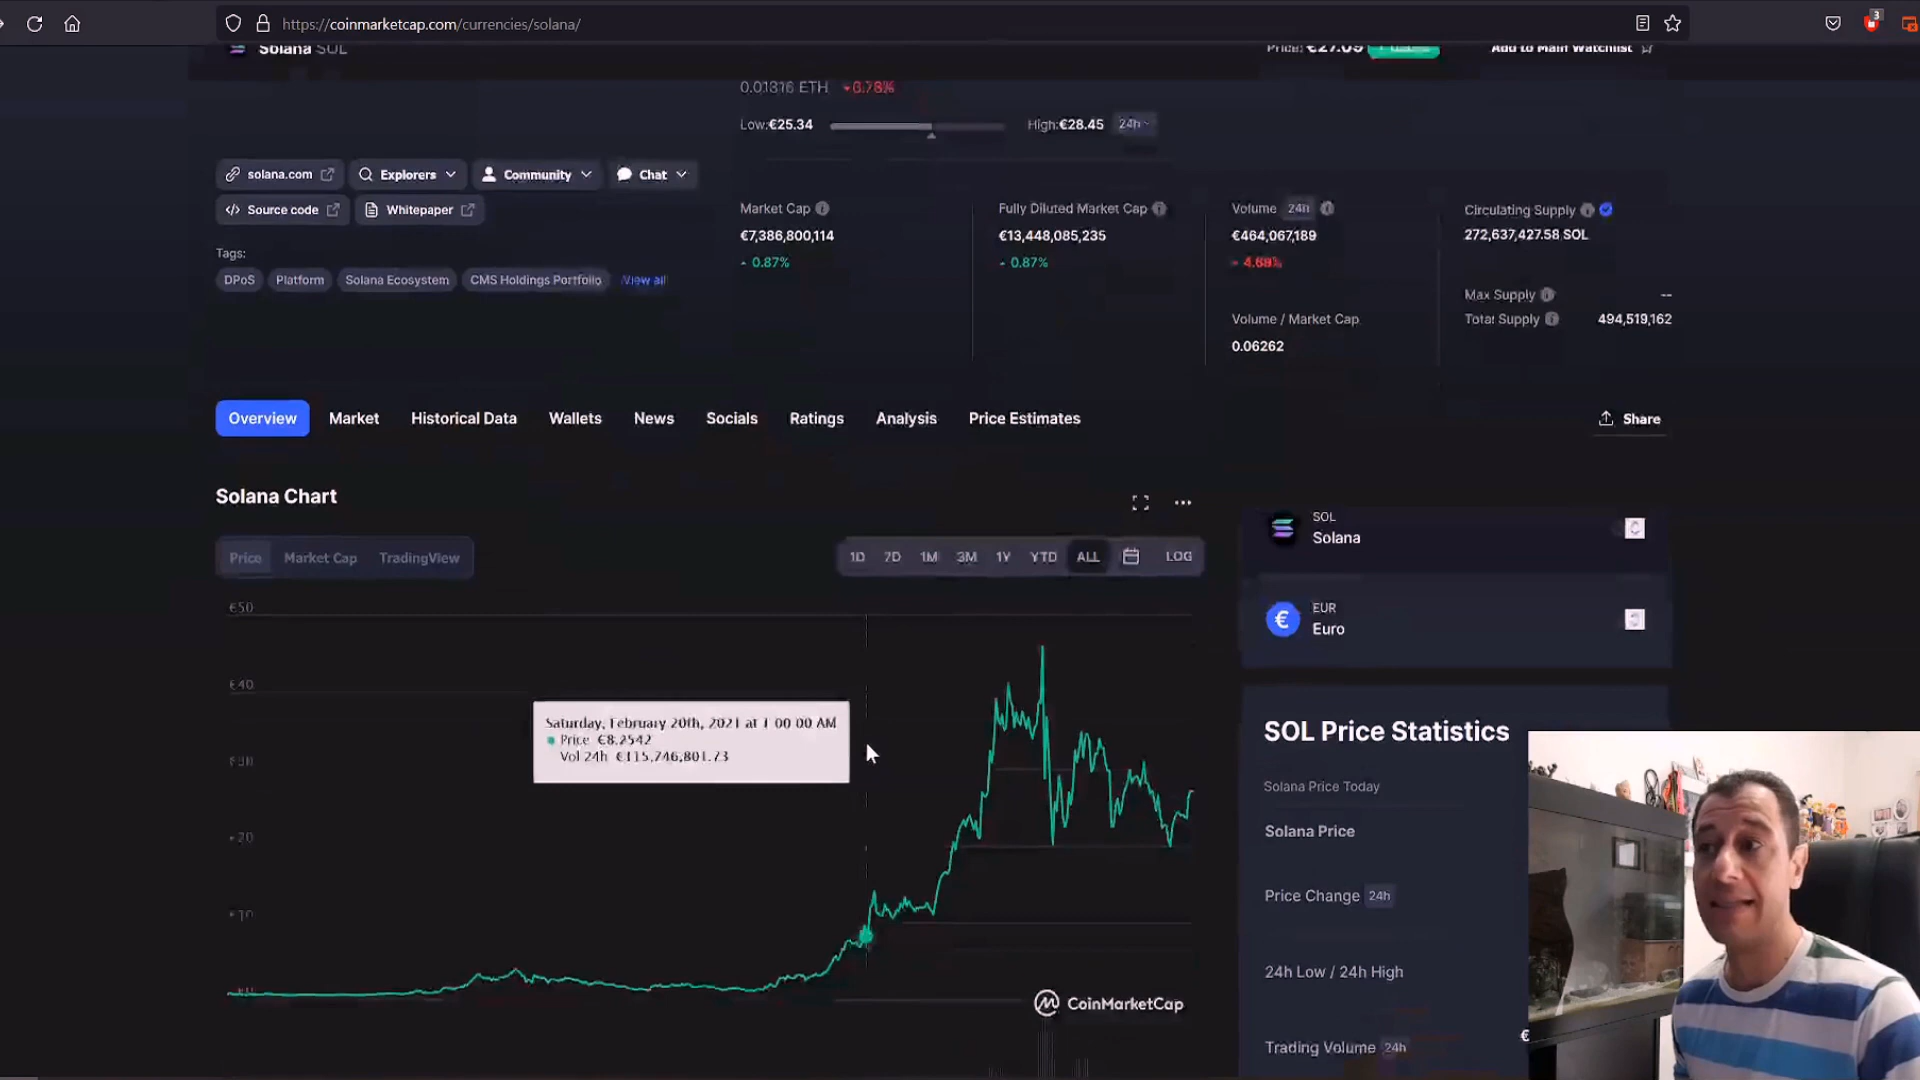 https://coinmarketcap.com/currencies/solana/
3
Solana SOL
Price: €27.09
Add to Main Watchlist
0.01316 ETH
Low:€25.34
High:€28.45
24h
solana.com
Explorers
Community
Chat
Source code
Whitepaper
Market Cap
€7,386,800,114
0.87%
Fully Diluted Market Cap
€13,448,085,235
0.87%
Volume 24h
€464,067,189
Volume / Market Cap
0.06262
Circulating Supply
272,637,427.58 SOL
Max Supply --
Total Supply 494,519,162
Tags:
DPoS
Platform
Solana Ecosystem
CMS Holdings Portfolio
View all
Overview
Market
Historical Data
Wallets
News
Socials
Ratings
Analysis
Price Estimates
Share
Solana Chart
Price
Market Cap
TradingView
1D
7D
1M
3M
1Y
YTD
ALL
LOG
€50
€40
€30
€20
€10
Saturday, February 20th, 2021 at 1:00:00 AM
Price €8.2542
Vol 24h €115,746,801.73
CoinMarketCap
SOL
Solana
EUR
Euro
SOL Price Statistics
Solana Price Today
Solana Price
Price Change 24h
24h Low / 24h High
Trading Volume 24h
€